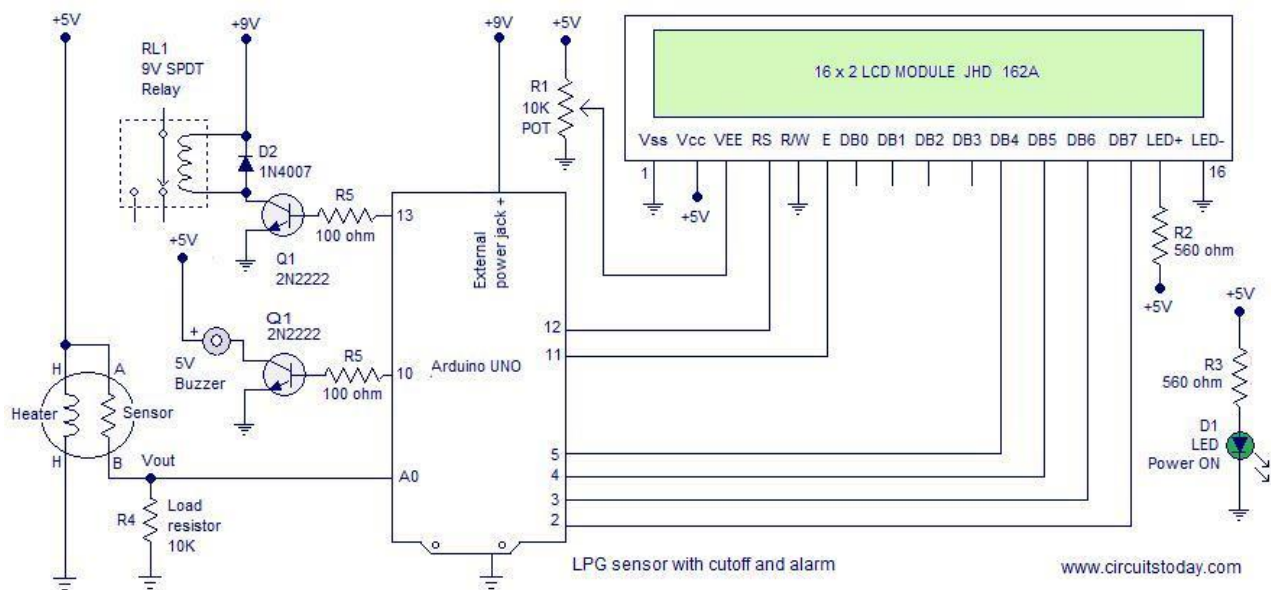 +5V
RL1
9V SPDT
Relay
+9V
D2
1N4007
R5
100 ohm
Q1
2N2222
+5V
+
5V
Buzzer
Q1
2N2222
R5
100 ohm
H
A
Heater
Sensor
H
B
Vout
R4
Load
resistor
10K
+9V
External
power jack +
13
10
A0
Arduino UNO
12
11
5
4
3
2
+5V
R1
10K
POT
16 x 2 LCD MODULE JHD 162A
Vss Vcc VEE RS R/W E DB0 DB1 DB2 DB3 DB4 DB5 DB6 DB7 LED+ LED-
1
16
+5V
R2
560 ohm
+5V
+5V
R3
560 ohm
D1
LED
Power ON
LPG sensor with cutoff and alarm
www.circuitstoday.com